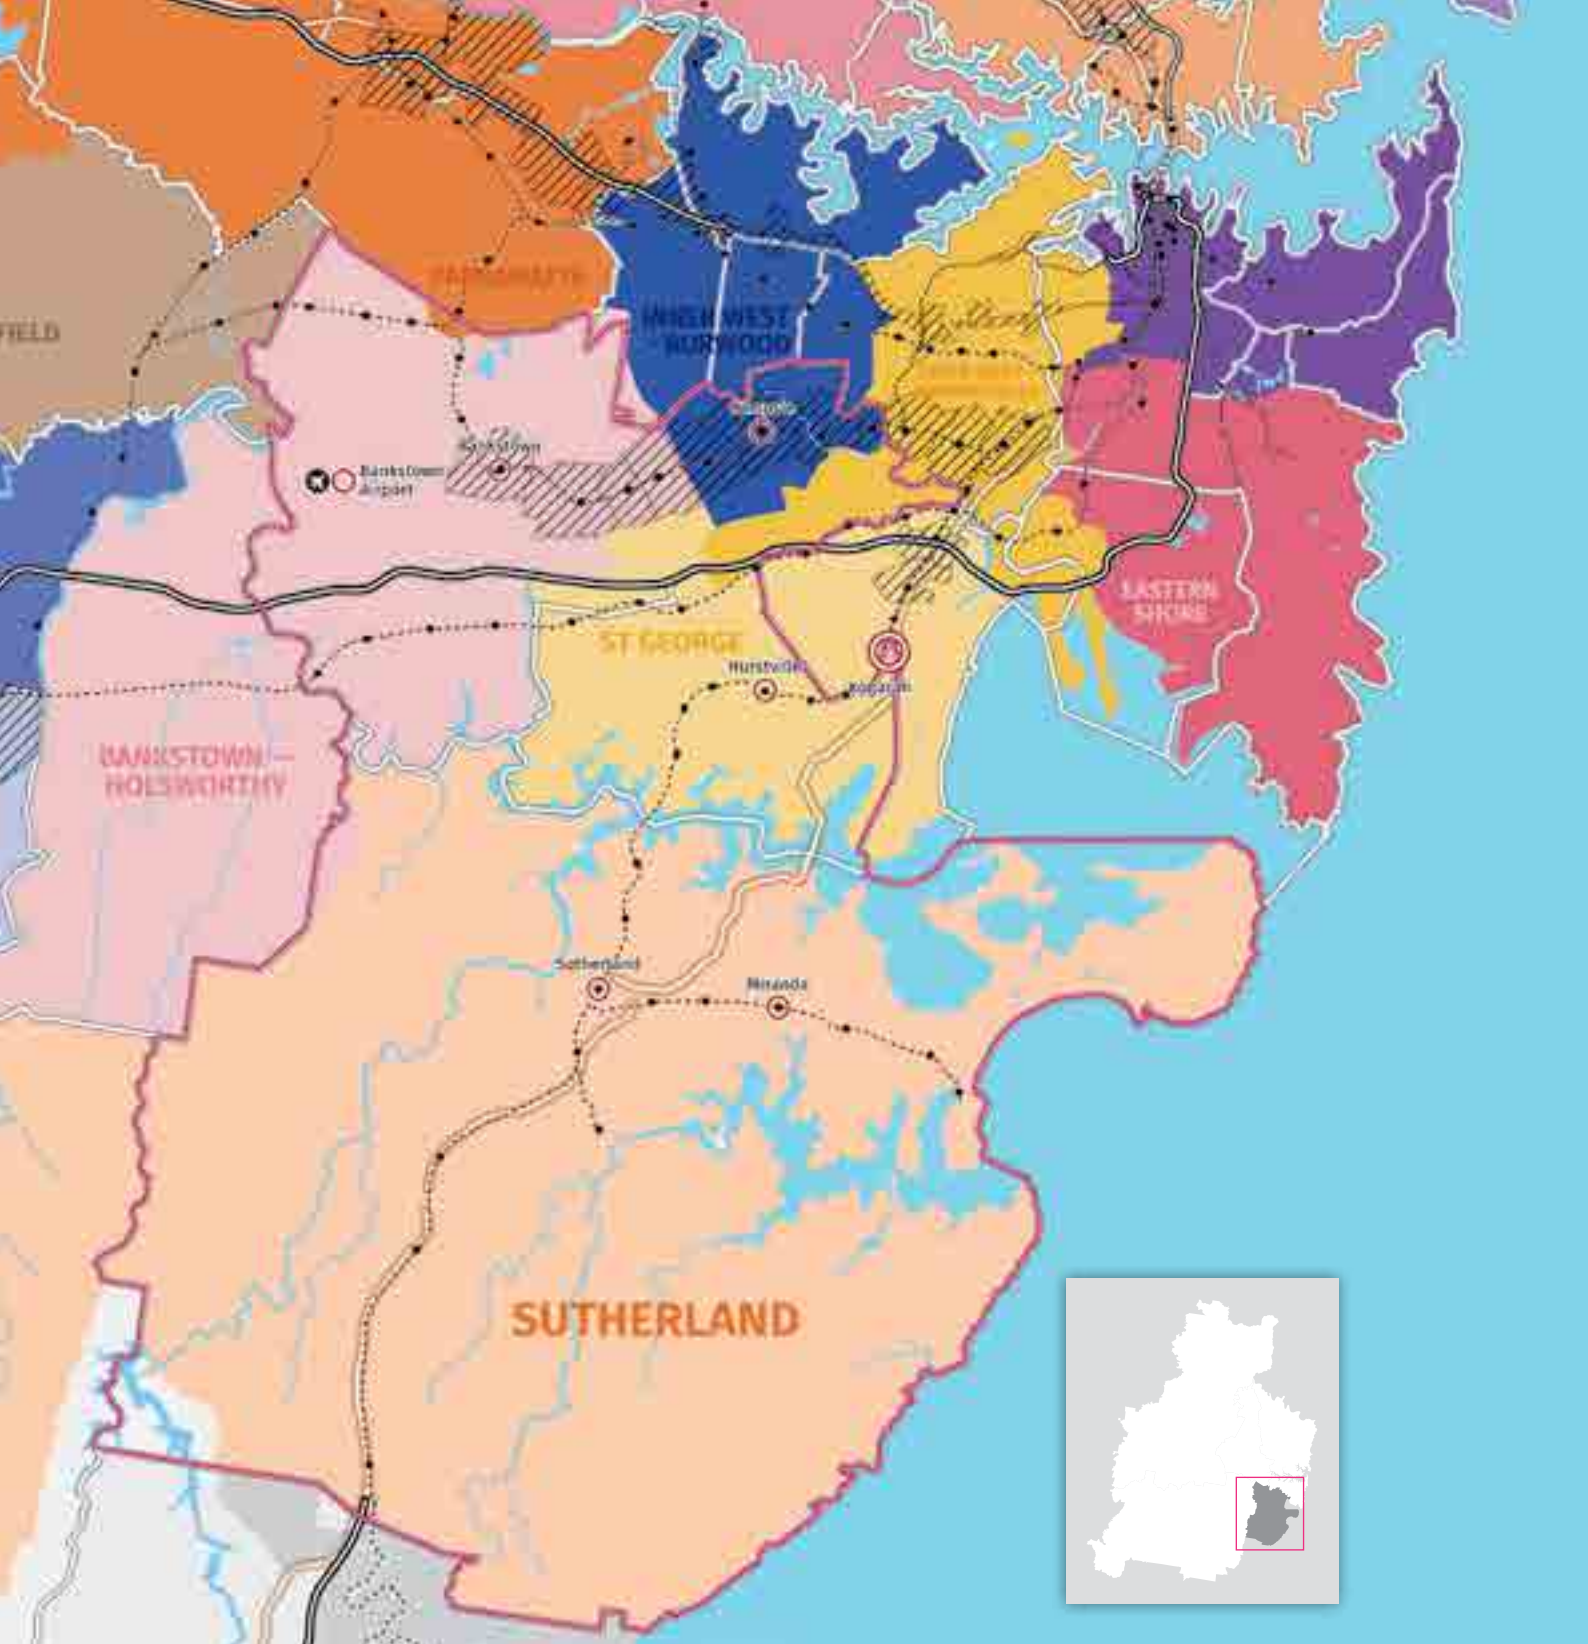 PARRAMATTA
FIELD
INNER WEST
– BURWOOD
Campsie
Bankstown
Bankstown
Airport
EASTERN
SHORE
ST GEORGE
Hurstville
Kogarah
BANKSTOWN –
HOLSWORTHY
Sutherland
Miranda
SUTHERLAND